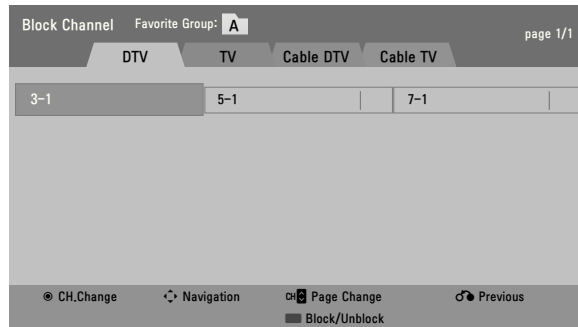 Block Channel Favorite Group: A page 1/1
DTV TV Cable DTV Cable TV
3-1 5-1 7-1
CH.Change Navigation CH Page Change Previous
Block/Unblock